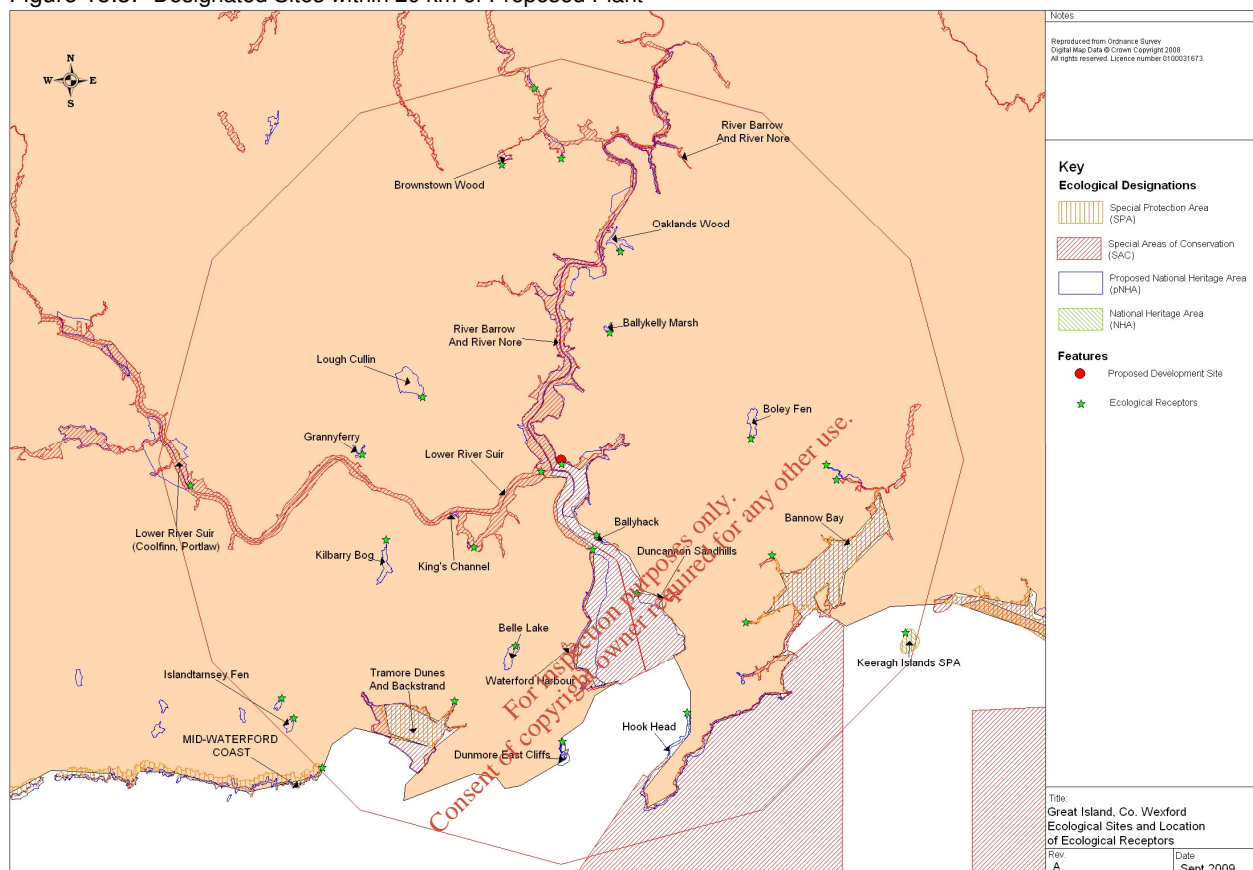 Figure 13.3: Designated Sites within 20 km of Proposed Plant
N
W E
S
River Barrow
And River Nore
Brownstown Wood
Oaklands Wood
River Barrow
And River Nore
Ballykelly Marsh
Lough Cullin
Boley Fen
Grannyferry
Lower River Suir
Lower River Suir
(Coolfinn, Portlaw)
Kilbarry Bog
King's Channel
Ballyhack
Duncannon Sandhills
Bannow Bay
Belle Lake
Waterford Harbour
Keeragh Islands SPA
Islandtarnsey Fen
Tramore Dunes
And Backstrand
MID-WATERFORD
COAST
Dunmore East Cliffs
Hook Head
For inspection purposes only.
Consent of copyright owner required for any other use.
Notes
Reproduced from Ordnance Survey
Digital Map Data © Crown Copyright 2008
All rights reserved. Licence number 0100031673.
Key
Ecological Designations
Special Protection Area
(SPA)
Special Areas of Conservation
(SAC)
Proposed National Heritage Area
(pNHA)
National Heritage Area
(NHA)
Features
Proposed Development Site
Ecological Receptors
Title:
Great Island, Co. Wexford
Ecological Sites and Location
of Ecological Receptors
Rev.
A
Date
Sept 2009